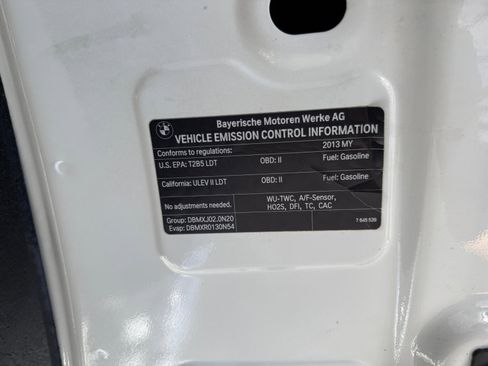 BMW
Bayerische Motoren Werke AG
VEHICLE EMISSION CONTROL INFORMATION
Conforms to regulations: 2013 MY
U.S. EPA: T2B5 LDT OBD: II Fuel: Gasoline
California: ULEV II LDT OBD: II Fuel: Gasoline
No adjustments needed. WU-TWC, A/F-Sensor,
HO2S, DFI, TC, CAC
Group: DBMXJ02.0N20
Evap: DBMXR0130N54 7 645 539